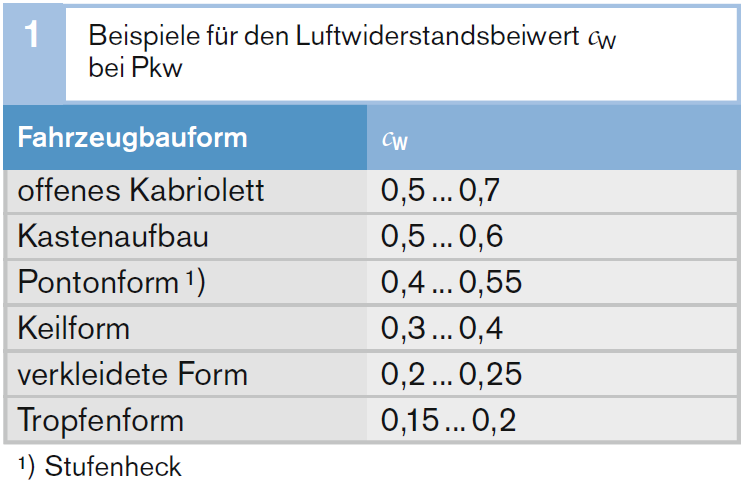 1
Beispiele für den Luftwiderstandsbeiwert cW
bei Pkw
Fahrzeugbauform cW
offenes Kabriolett 0,5 ... 0,7
Kastenaufbau 0,5 ... 0,6
Pontonform ¹) 0,4 ... 0,55
Keilform 0,3 ... 0,4
verkleidete Form 0,2 ... 0,25
Tropfenform 0,15 ... 0,2
¹) Stufenheck